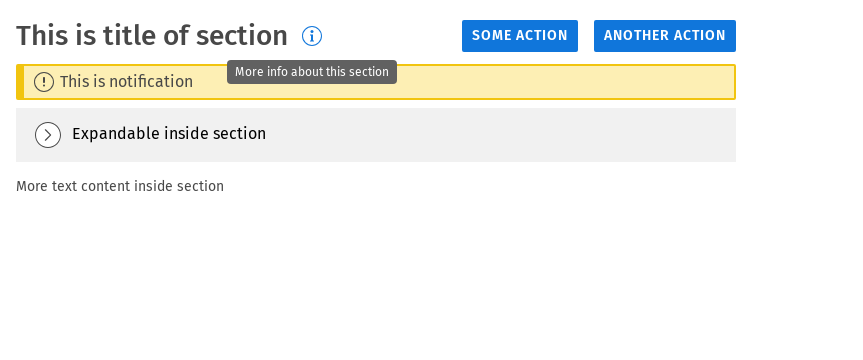 This is title of section
SOME ACTION
ANOTHER ACTION
More info about this section
This is notification
Expandable inside section
More text content inside section